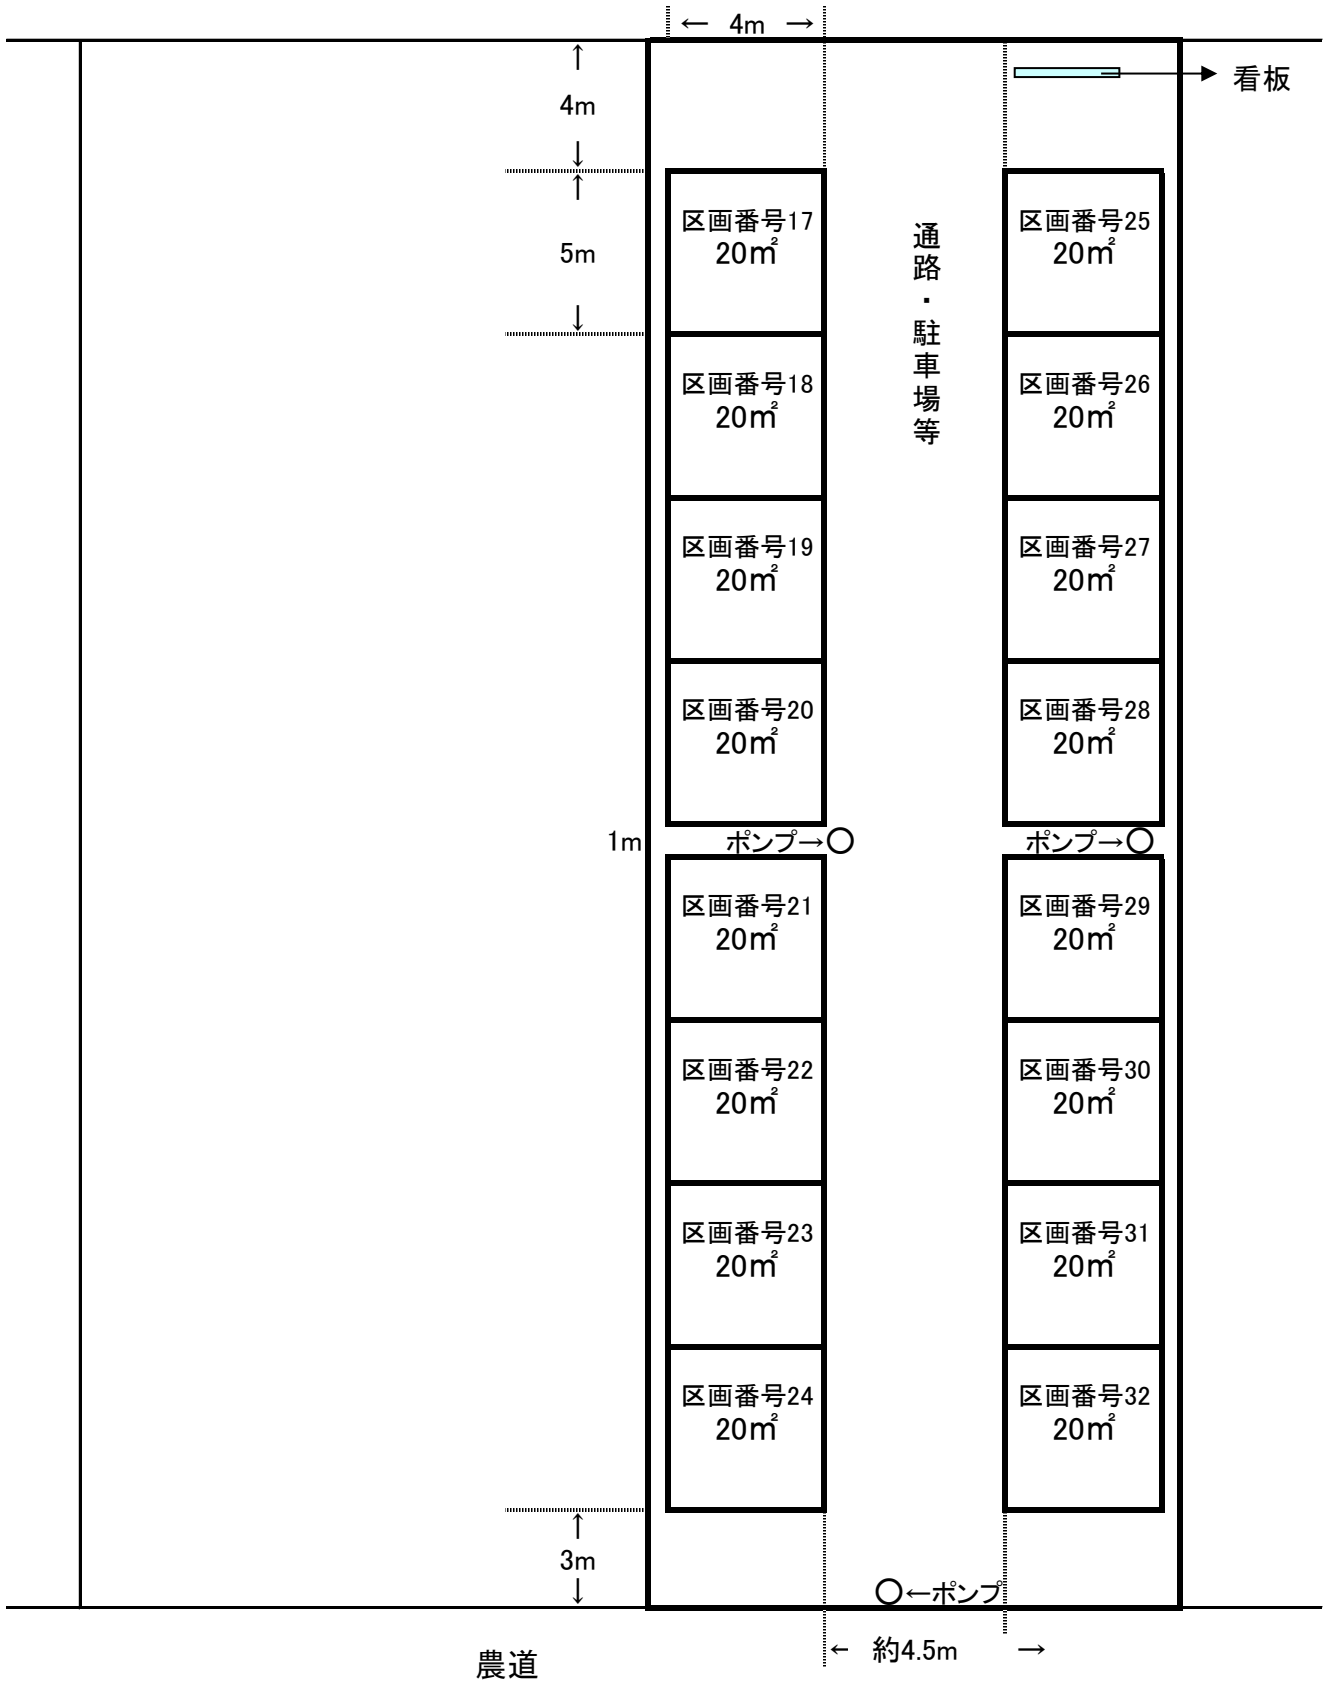 ← 4m →
看板
↑
4m
↓
↑
5m
↓
区画番号17
20㎡
区画番号25
20㎡
通路・駐車場等
区画番号18
20㎡
区画番号26
20㎡
区画番号19
20㎡
区画番号27
20㎡
区画番号20
20㎡
区画番号28
20㎡
1m
ポンプ→○
ポンプ→○
区画番号21
20㎡
区画番号29
20㎡
区画番号22
20㎡
区画番号30
20㎡
区画番号23
20㎡
区画番号31
20㎡
区画番号24
20㎡
区画番号32
20㎡
↑
3m
↓
○←ポンプ
← 約4.5m →
農道